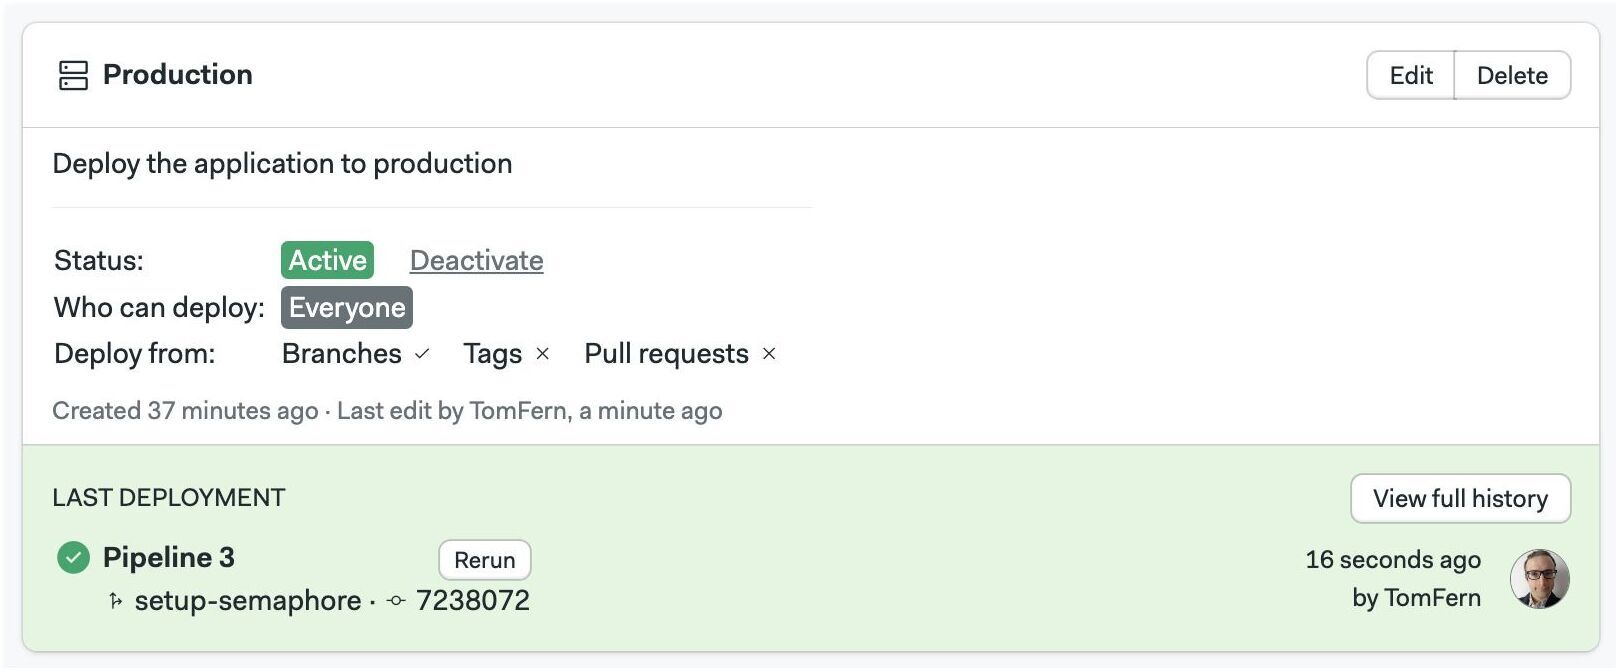 Production
Edit Delete
Deploy the application to production
Status: Active Deactivate
Who can deploy: Everyone
Deploy from: Branches ✓ Tags × Pull requests ×
Created 37 minutes ago · Last edit by TomFern, a minute ago
LAST DEPLOYMENT
View full history
Pipeline 3 Rerun
16 seconds ago
setup-semaphore · 7238072
by TomFern